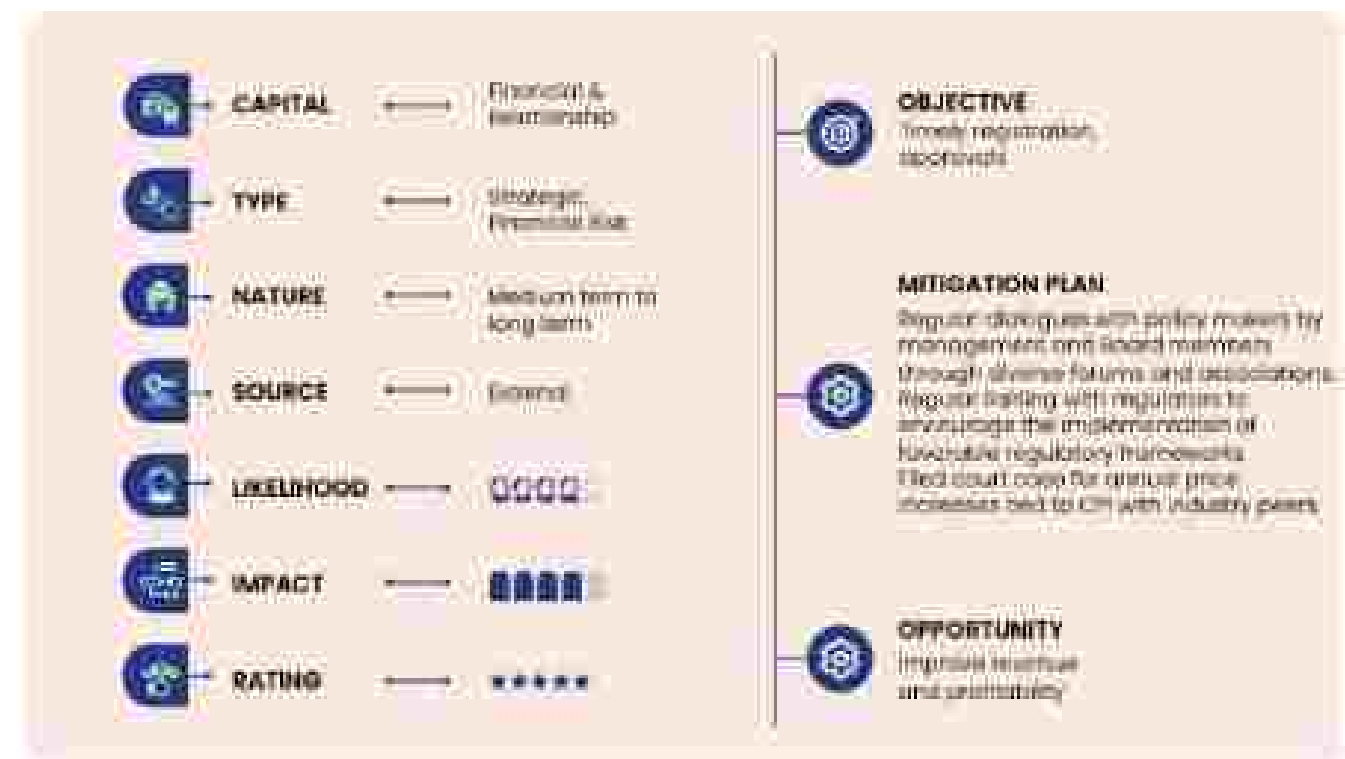 CAPITAL
Financial &
relationship
TYPE
Strategic
Financial Risk
NATURE
Medium term to
long term
SOURCE
External
LIKELIHOOD
IMPACT
RATING
OBJECTIVE
Timely registration,
approvals
MITIGATION PLAN
Regular dialogues with policy makers by
management and Board members
through diverse forums and associations
Regular liaising with regulators to
encourage the implementation of
favorable regulatory frameworks
Filed court case for annual price
increases tied to CPI with industry peers
OPPORTUNITY
Improve revenue
and profitability